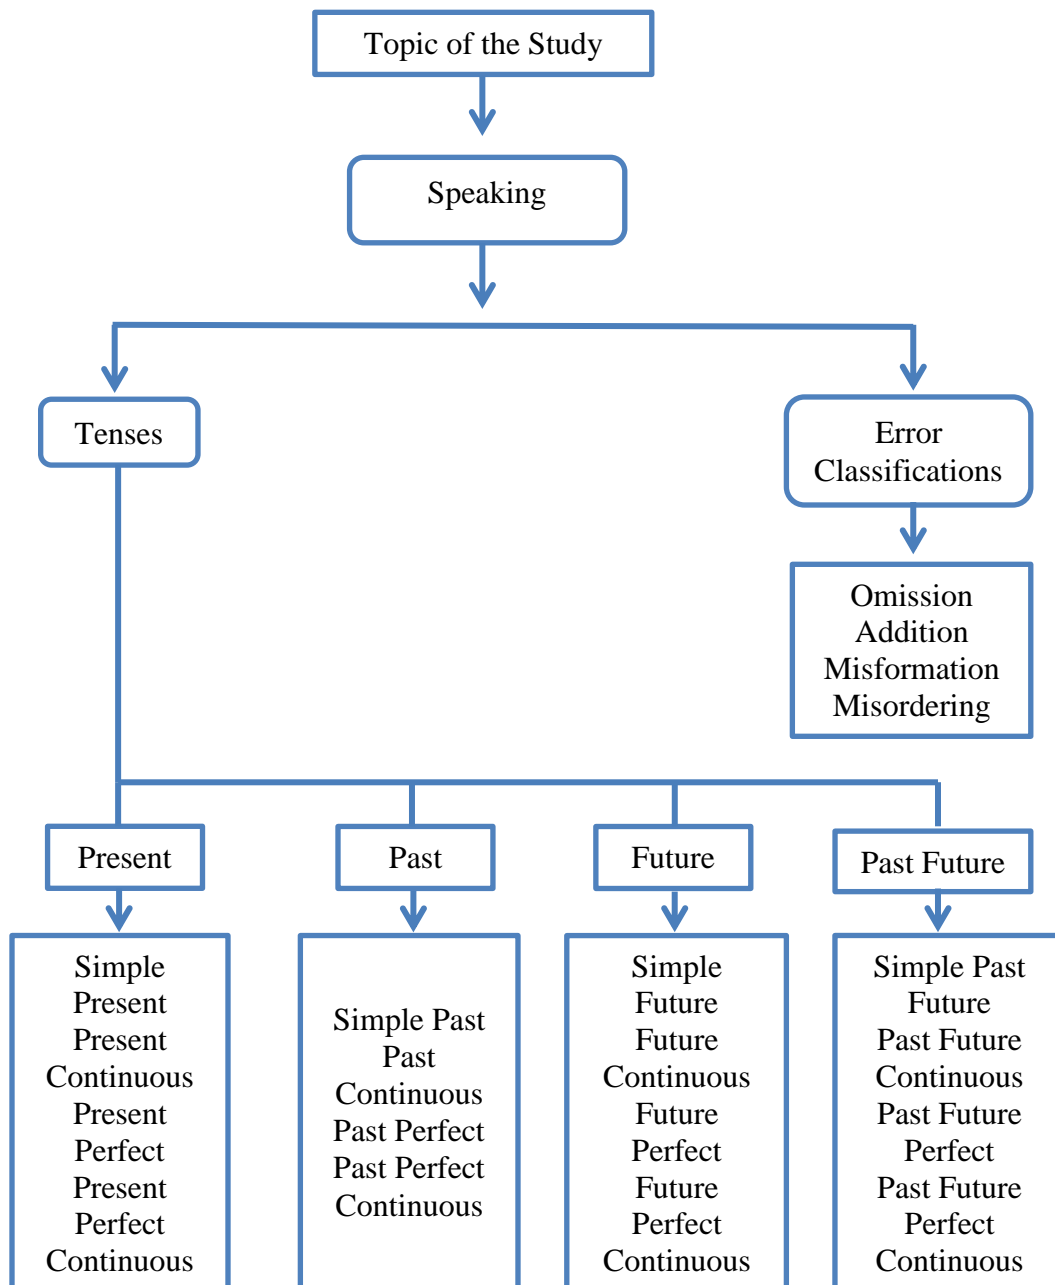 Topic of the Study
Speaking
Tenses
Error
Classifications
Omission
Addition
Misformation
Misordering
Present
Past
Future
Past Future
Simple
Present
Present
Continuous
Present
Perfect
Present
Perfect
Continuous
Simple Past
Past
Continuous
Past Perfect
Past Perfect
Continuous
Simple
Future
Future
Continuous
Future
Perfect
Future
Perfect
Continuous
Simple Past
Future
Past Future
Continuous
Past Future
Perfect
Past Future
Perfect
Continuous